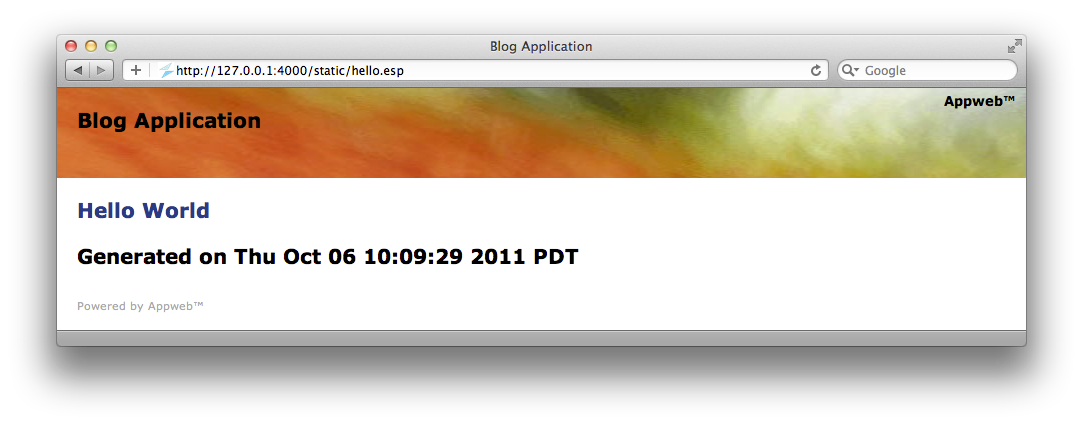 Blog Application
http://127.0.0.1:4000/static/hello.esp
Google
Appweb™
Blog Application
Hello World
Generated on Thu Oct 06 10:09:29 2011 PDT
Powered by Appweb™